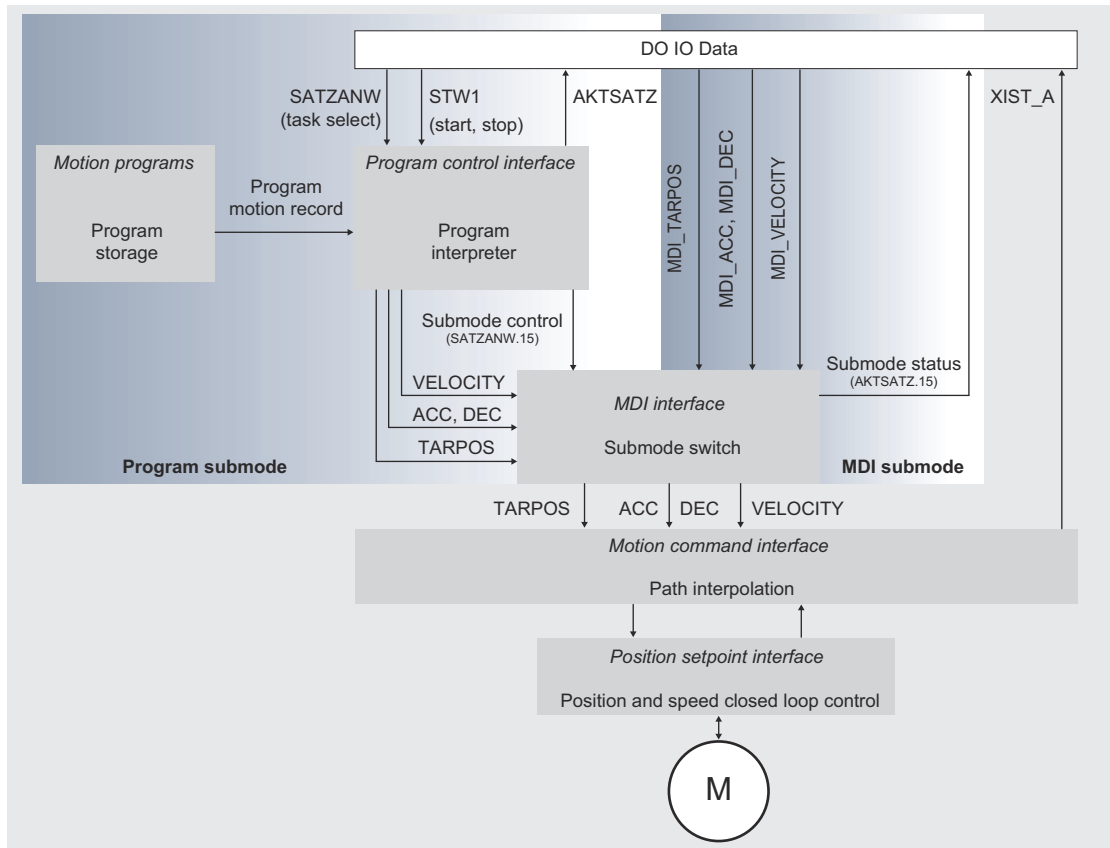 DO IO Data
SATZANW
(task select)
STW1
(start, stop)
AKTSATZ
XIST_A
MDI_TARPOS
MDI_ACC, MDI_DEC
MDI_VELOCITY
Motion programs
Program
storage
Program
motion record
Program control interface
Program
interpreter
Submode control
(SATZANW.15)
Submode status
(AKTSATZ.15)
VELOCITY
ACC, DEC
TARPOS
MDI interface
Submode switch
Program submode
MDI submode
TARPOS
ACC
DEC
VELOCITY
Motion command interface
Path interpolation
Position setpoint interface
Position and speed closed loop control
M